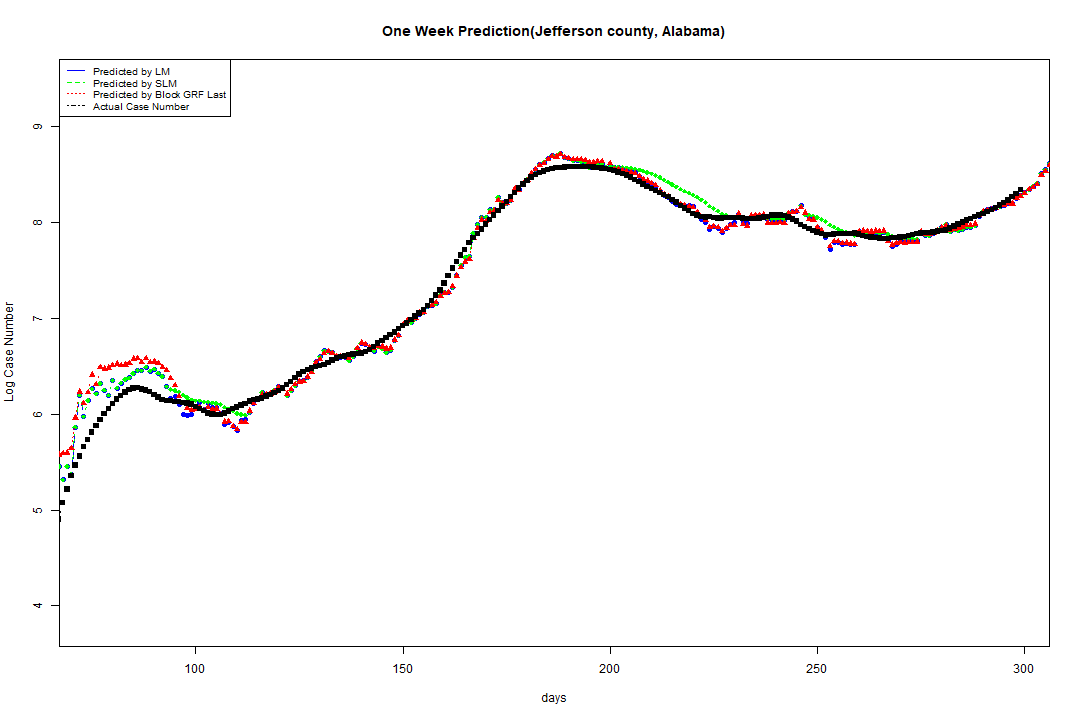 One Week Prediction(Jefferson county, Alabama)
Predicted by LM
Predicted by SLM
Predicted by Block GRF Last
Actual Case Number
Log Case Number
9
8
7
6
5
4
100 150 200 250 300
days